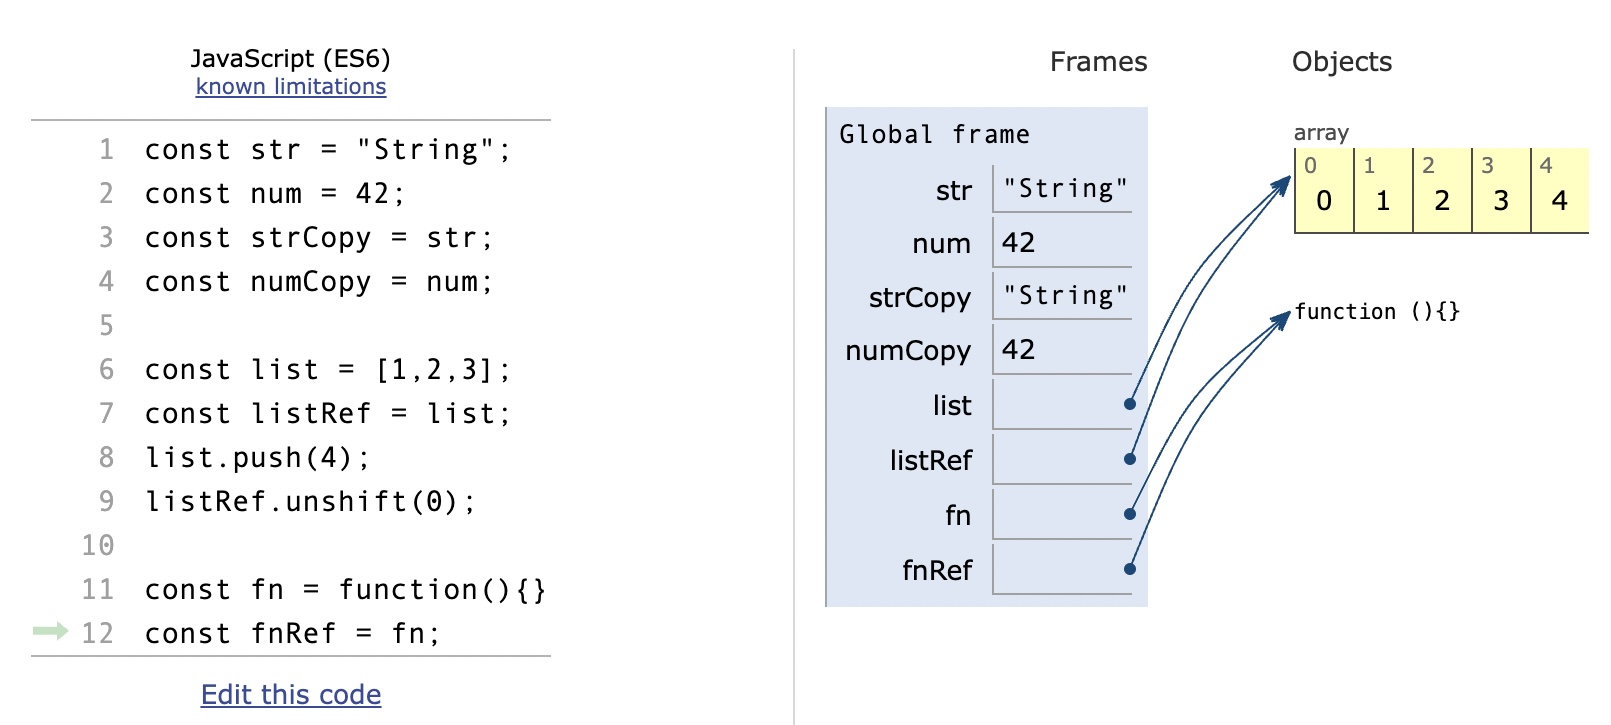 JavaScript (ES6)
known limitations
1 const str = "String";
2 const num = 42;
3 const strCopy = str;
4 const numCopy = num;
5
6 const list = [1,2,3];
7 const listRef = list;
8 list.push(4);
9 listRef.unshift(0);
10
11 const fn = function(){}
12 const fnRef = fn;
Edit this code
Frames
Objects
Global frame
str "String"
num 42
strCopy "String"
numCopy 42
list
listRef
fn
fnRef
array
0 1 2 3 4
0 1 2 3 4
function (){}